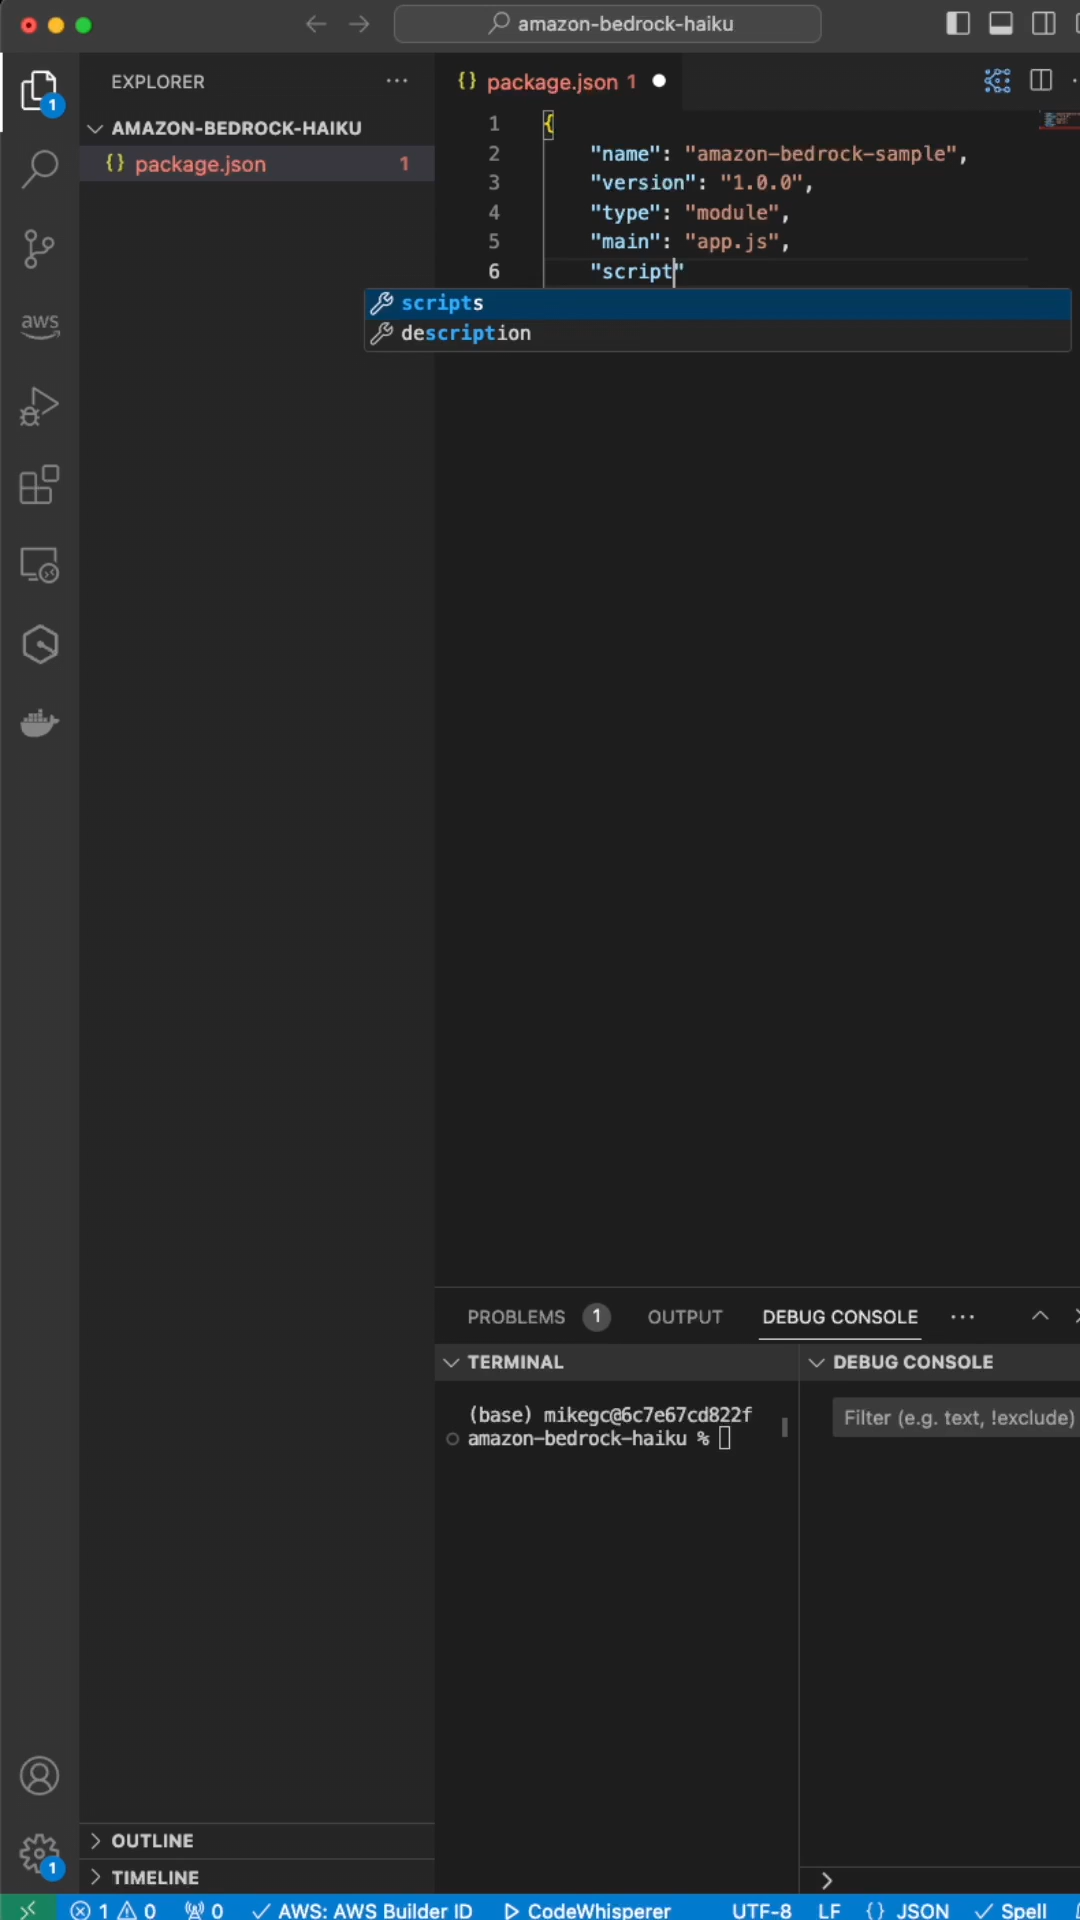 amazon-bedrock-haiku
1
EXPLORER
···
{} package.json 1
AMAZON-BEDROCK-HAIKU
{} package.json 1
1 {
2 "name": "amazon-bedrock-sample",
3 "version": "1.0.0",
4 "type": "module",
5 "main": "app.js",
6 "script"
scripts
description
aws
PROBLEMS 1 OUTPUT DEBUG CONSOLE ···
TERMINAL
DEBUG CONSOLE
(base) mikegc@6c7e67cd822f
amazon-bedrock-haiku %
Filter (e.g. text, !exclude)
OUTLINE
1
TIMELINE
1 0 0 AWS: AWS Builder ID CodeWhisperer UTF-8 LF {} JSON Spell